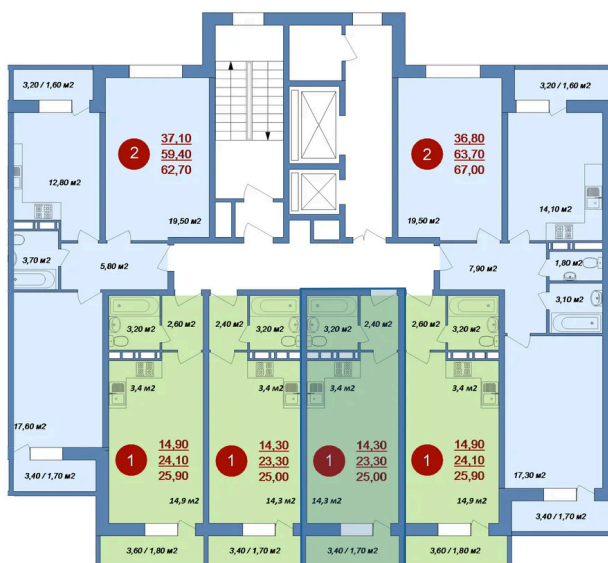 3,20 / 1,60 м2
3,20 / 1,60 м2
2
37,10
59,40
62,70
2
36,80
63,70
67,00
12,80 м2
19,50 м2
19,50 м2
14,10 м2
3,70 м2
5,80 м2
7,90 м2
1,80 м2
3,10 м2
3,20 м2
2,60 м2
2,40 м2
3,20 м2
3,20 м2
2,40 м2
2,60 м2
3,20 м2
3,4 м2
3,4 м2
3,4 м2
3,4 м2
17,60 м2
1
14,90
24,10
25,90
1
14,30
23,30
25,00
1
14,30
23,30
25,00
1
14,90
24,10
25,90
17,30 м2
14,9 м2
14,3 м2
14,3 м2
14,9 м2
3,40 / 1,70 м2
3,40 / 1,70 м2
3,60 / 1,80 м2
3,40 / 1,70 м2
3,40 / 1,70 м2
3,60 / 1,80 м2